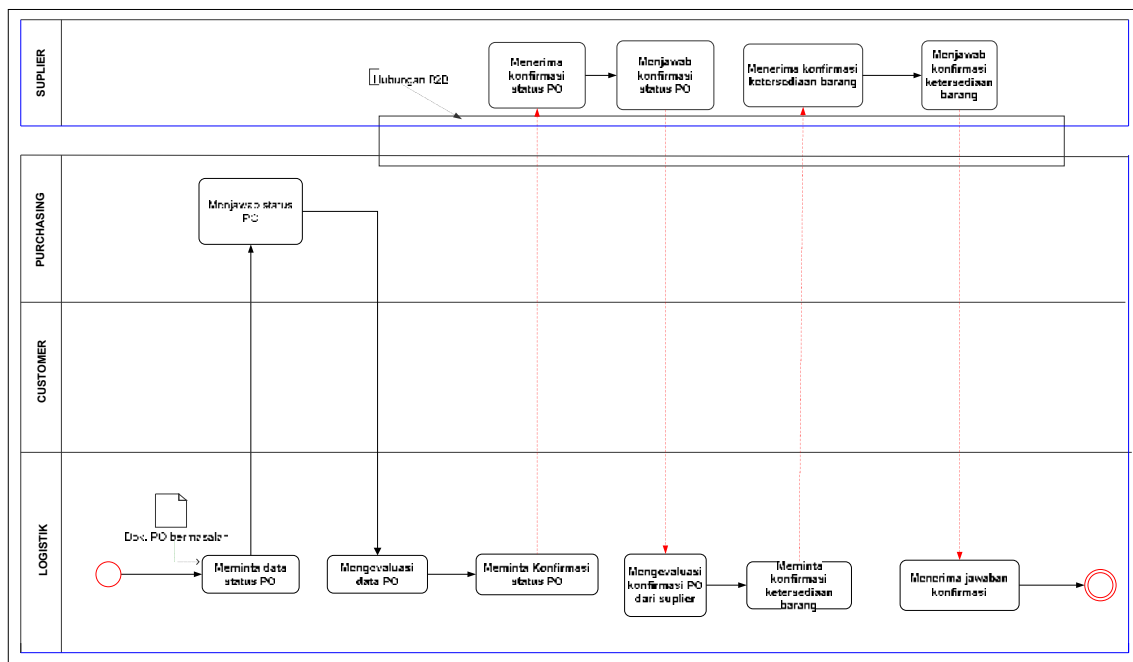 SUPLIER
Hubungan B2B
Menerima
konfirmasi
status PO
Menjawab
konfirmasi
status PO
Menerima konfirmasi
ketersediaan barang
Menjawab
konfirmasi
ketersediaan
barang
PURCHASING
Menjawab status
PO
CUSTOMER
LOGISTIK
Dok. PO bermasalah
Meminta data
status PO
Mengevaluasi
data PO
Meminta Konfirmasi
status PO
Mengevaluasi
konfirmasi PO
dari suplier
Meminta
konfirmasi
ketersediaan
barang
Menerima jawaban
konfirmasi